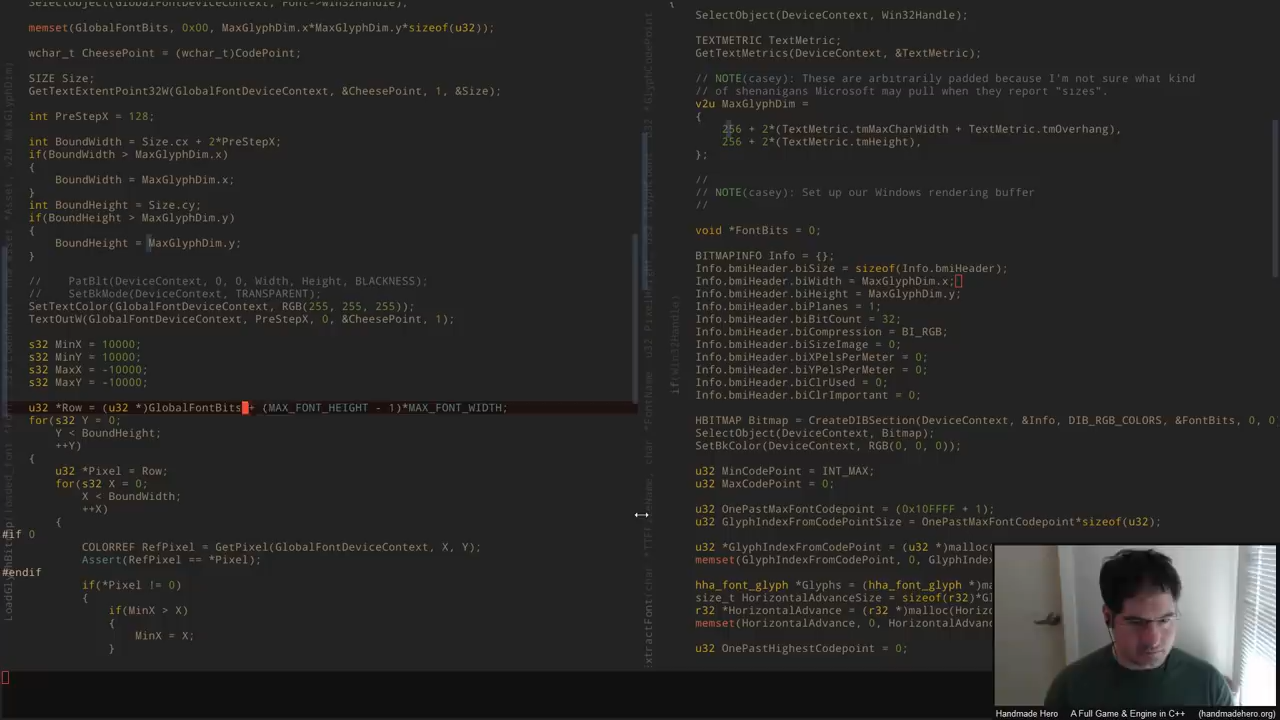 SelectObject(GlobalFontDeviceContext, Font->Win32Handle);
memset(GlobalFontBits, 0x00, MaxGlyphDim.x*MaxGlyphDim.y*sizeof(u32));
wchar_t CheesePoint = (wchar_t)CodePoint;
SIZE Size;
GetTextExtentPoint32W(GlobalFontDeviceContext, &CheesePoint, 1, &Size);
int PreStepX = 128;
int BoundWidth = Size.cx + 2*PreStepX;
if(BoundWidth > MaxGlyphDim.x)
{
BoundWidth = MaxGlyphDim.x;
}
int BoundHeight = Size.cy;
if(BoundHeight > MaxGlyphDim.y)
{
BoundHeight = MaxGlyphDim.y;
}
//    PatBlt(DeviceContext, 0, 0, Width, Height, BLACKNESS);
//    SetBkMode(DeviceContext, TRANSPARENT);
SetTextColor(GlobalFontDeviceContext, RGB(255, 255, 255));
TextOutW(GlobalFontDeviceContext, PreStepX, 0, &CheesePoint, 1);
s32 MinX = 10000;
s32 MinY = 10000;
s32 MaxX = -10000;
s32 MaxY = -10000;
u32 *Row = (u32 *)GlobalFontBits + (MAX_FONT_HEIGHT - 1)*MAX_FONT_WIDTH;
for(s32 Y = 0;
Y < BoundHeight;
++Y)
{
u32 *Pixel = Row;
for(s32 X = 0;
X < BoundWidth;
++X)
{
#if 0
COLORREF RefPixel = GetPixel(GlobalFontDeviceContext, X, Y);
Assert(RefPixel == *Pixel);
#endif
if(*Pixel != 0)
{
if(MinX > X)
{
MinX = X;
}
{
SelectObject(DeviceContext, Win32Handle);
TEXTMETRIC TextMetric;
GetTextMetrics(DeviceContext, &TextMetric);
// NOTE(casey): These are arbitrarily padded because I'm not sure what kind
// of shenanigans Microsoft may pull when they report "sizes".
v2u MaxGlyphDim =
{
256 + 2*(TextMetric.tmMaxCharWidth + TextMetric.tmOverhang),
256 + 2*(TextMetric.tmHeight),
};
//
// NOTE(casey): Set up our Windows rendering buffer
//
void *FontBits = 0;
BITMAPINFO Info = {};
Info.bmiHeader.biSize = sizeof(Info.bmiHeader);
Info.bmiHeader.biWidth = MaxGlyphDim.x;
Info.bmiHeader.biHeight = MaxGlyphDim.y;
Info.bmiHeader.biPlanes = 1;
Info.bmiHeader.biBitCount = 32;
Info.bmiHeader.biCompression = BI_RGB;
Info.bmiHeader.biSizeImage = 0;
Info.bmiHeader.biXPelsPerMeter = 0;
Info.bmiHeader.biYPelsPerMeter = 0;
Info.bmiHeader.biClrUsed = 0;
Info.bmiHeader.biClrImportant = 0;
HBITMAP Bitmap = CreateDIBSection(DeviceContext, &Info, DIB_RGB_COLORS, &FontBits, 0, 0
SelectObject(DeviceContext, Bitmap);
SetBkColor(DeviceContext, RGB(0, 0, 0));
u32 MinCodePoint = INT_MAX;
u32 MaxCodePoint = 0;
u32 OnePastMaxFontCodepoint = (0x10FFFF + 1);
u32 GlyphIndexFromCodePointSize = OnePastMaxFontCodepoint*sizeof(u32);
u32 *GlyphIndexFromCodePoint = (u32 *)malloc(
memset(GlyphIndexFromCodePoint, 0, GlyphInde
hha_font_glyph *Glyphs = (hha_font_glyph *)ma
size_t HorizontalAdvanceSize = sizeof(r32)*Gl
r32 *HorizontalAdvance = (r32 *)malloc(Horiz
memset(HorizontalAdvance, 0, HorizontalAdvan
u32 OnePastHighestCodepoint = 0;
if(Win32Handle)
Handmade Hero A Full Game & Engine in C++ (handmadehero.org)